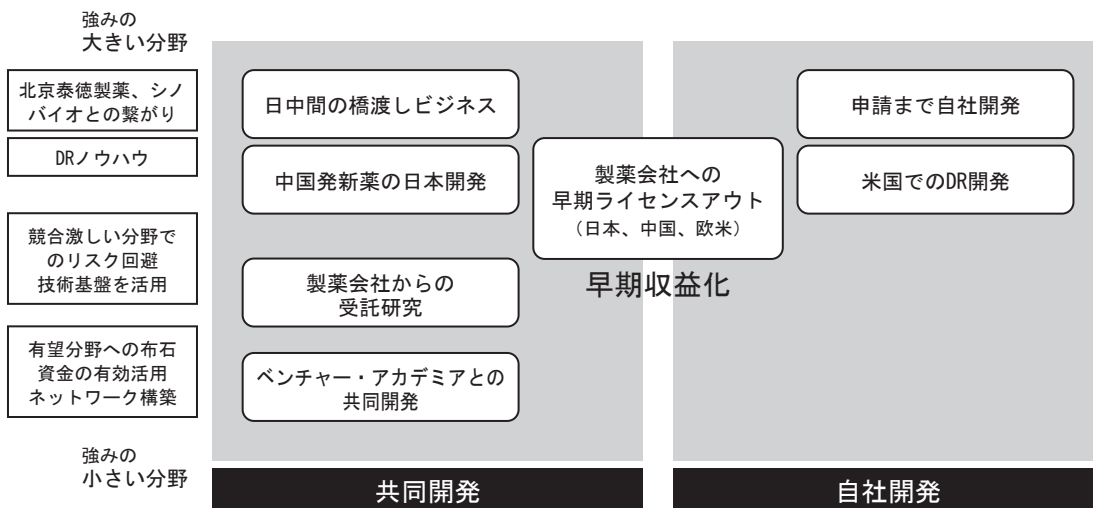 強みの
大きい分野
北京泰徳製薬、シノ
バイオとの繋がり
DRノウハウ
競合激しい分野で
のリスク回避
技術基盤を活用
有望分野への布石
資金の有効活用
ネットワーク構築
強みの
小さい分野
日中間の橋渡しビジネス
中国発新薬の日本開発
製薬会社からの
受託研究
ベンチャー・アカデミアとの
共同開発
製薬会社への
早期ライセンスアウト
（日本、中国、欧米）
早期収益化
申請まで自社開発
米国でのDR開発
共同開発
自社開発